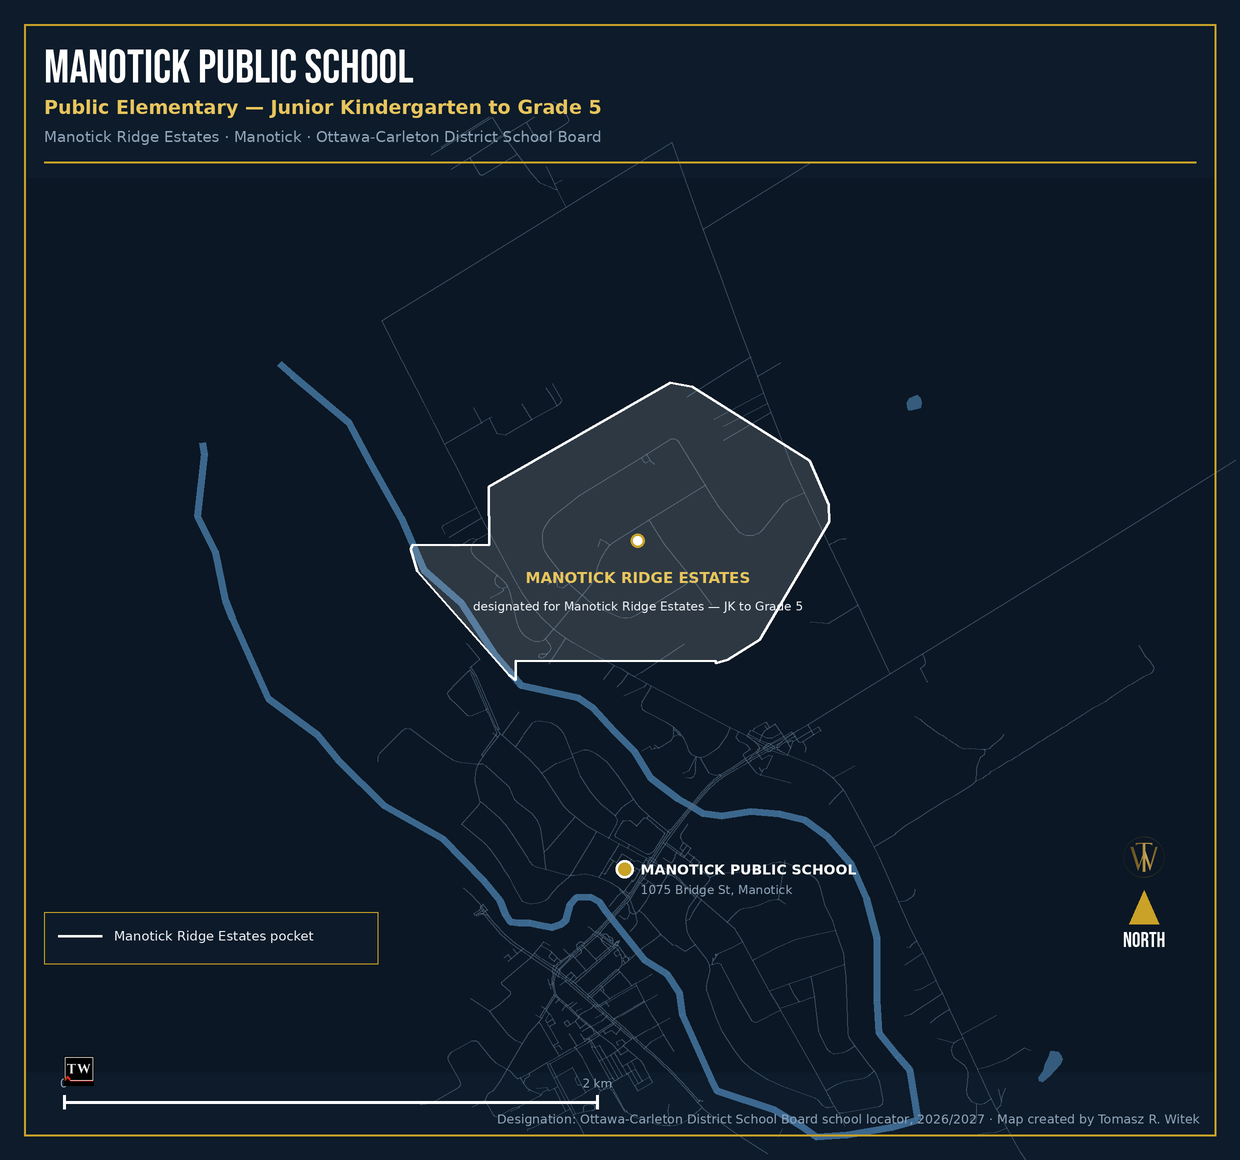 MANOTICK PUBLIC SCHOOL
Public Elementary — Junior Kindergarten to Grade 5
Manotick Ridge Estates · Manotick · Ottawa-Carleton District School Board
MANOTICK RIDGE ESTATES
designated for Manotick Ridge Estates — JK to Grade 5
MANOTICK PUBLIC SCHOOL
1075 Bridge St, Manotick
TW
NORTH
Manotick Ridge Estates pocket
TW
2 km
Designation: Ottawa-Carleton District School Board school locator, 2026/2027 · Map created by Tomasz R. Witek